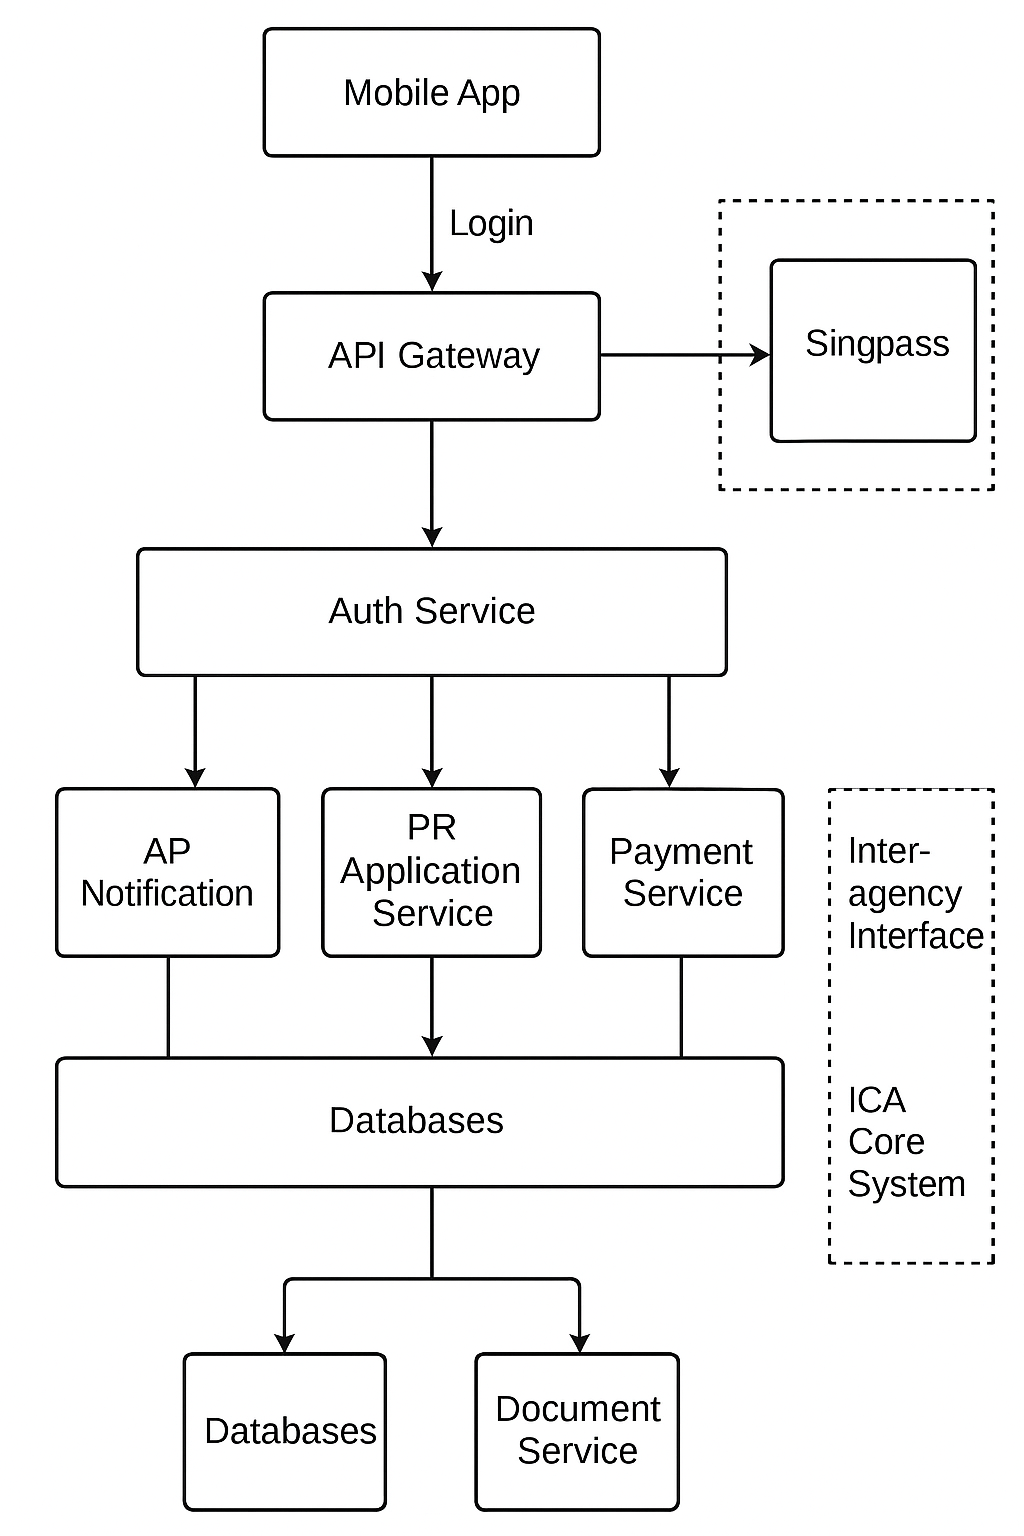 Mobile App
Login
API Gateway
Singpass
Auth Service
AP
Notification
PR
Application
Service
Payment
Service
Inter-
agency
Interface
Databases
ICA
Core
System
Databases
Document
Service